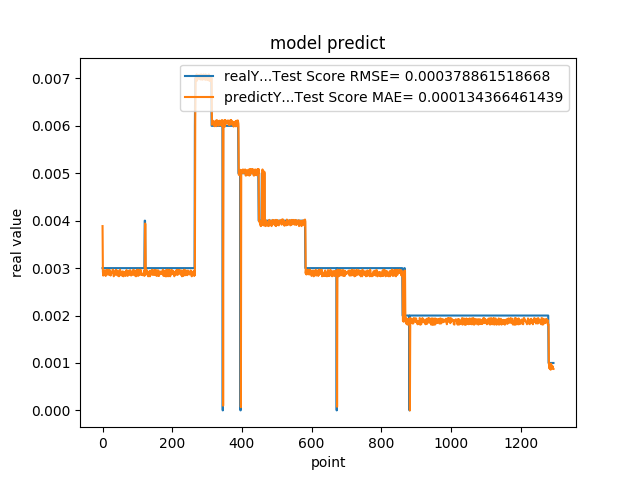 model predict
realY...Test Score RMSE= 0.000378861518668
predictY...Test Score MAE= 0.000134366461439
real value
0.007
0.006
0.005
0.004
0.003
0.002
0.001
0.000
0 200 400 600 800 1000 1200
point